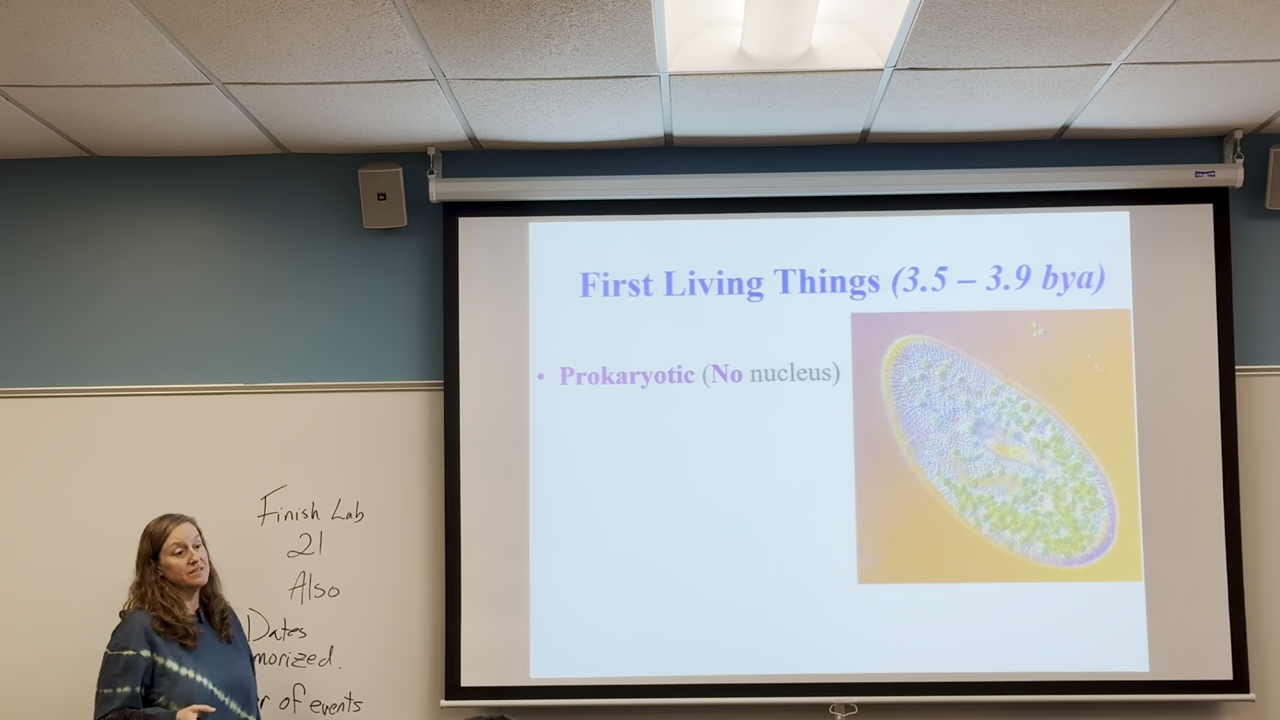 First Living Things (3.5 – 3.9 bya)
• Prokaryotic (No nucleus)
Finish Lab
21
Also
Dates
morized.
r of events